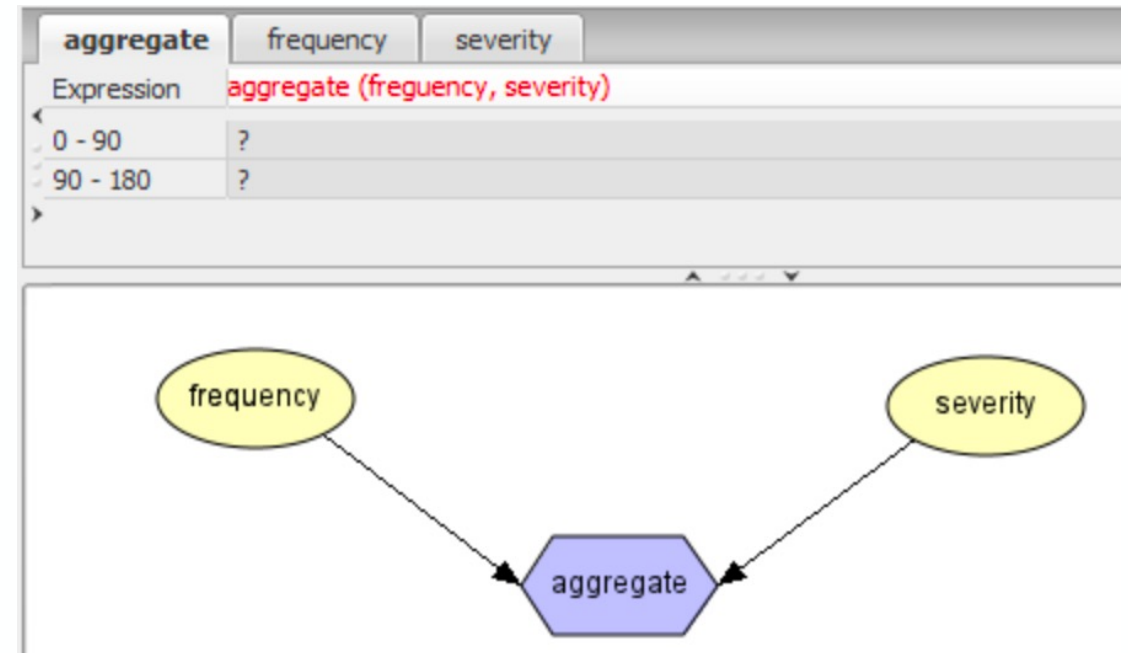 aggregate frequency severity
Expression aggregate (freguency, severity)
0 - 90 ?
90 - 180 ?
frequency
severity
aggregate